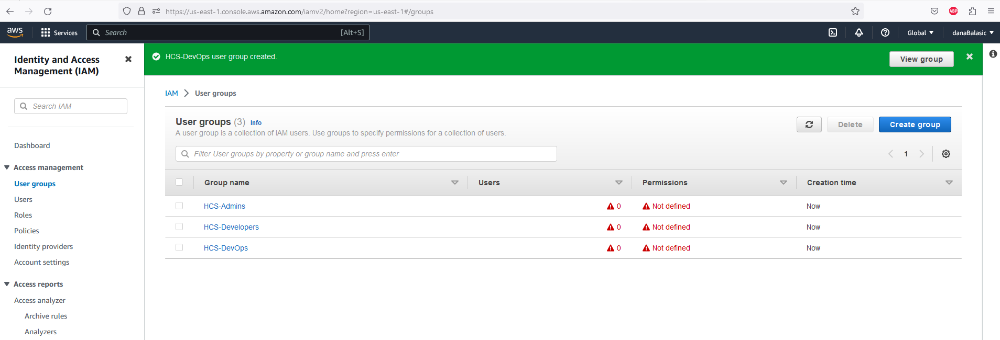 https://us-east-1.console.aws.amazon.com/iamv2/home?region=us-east-1#/groups
ABP
aws
Services
Search
[Alt+S]
Global
danaBalasic
Identity and Access
Management (IAM)
Search IAM
Dashboard
Access management
User groups
Users
Roles
Policies
Identity providers
Account settings
Access reports
Access analyzer
Archive rules
Analyzers
HCS-DevOps user group created.
View group
IAM
User groups
User groups (3) Info
A user group is a collection of IAM users. Use groups to specify permissions for a collection of users.
Delete
Create group
Filter User groups by property or group name and press enter
1
Group name Users Permissions Creation time
HCS-Admins 0 Not defined Now
HCS-Developers 0 Not defined Now
HCS-DevOps 0 Not defined Now